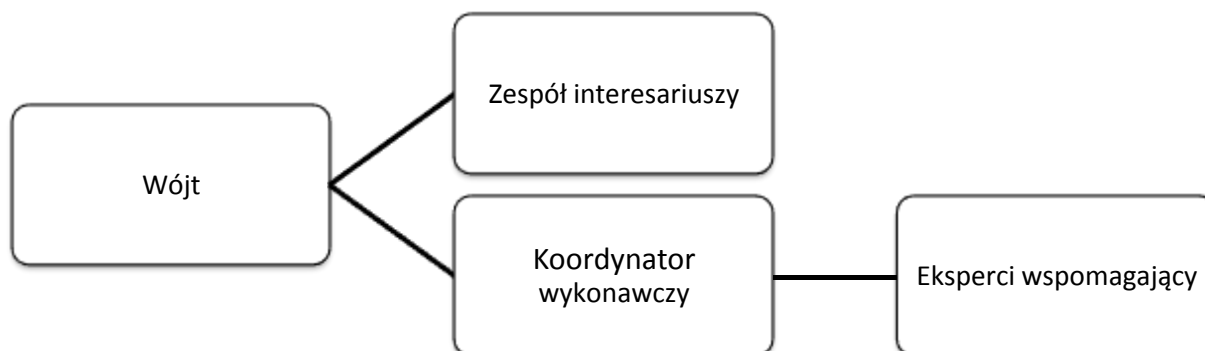 Zespół interesariuszy
Wójt
Koordynator
wykonawczy
Eksperci wspomagający